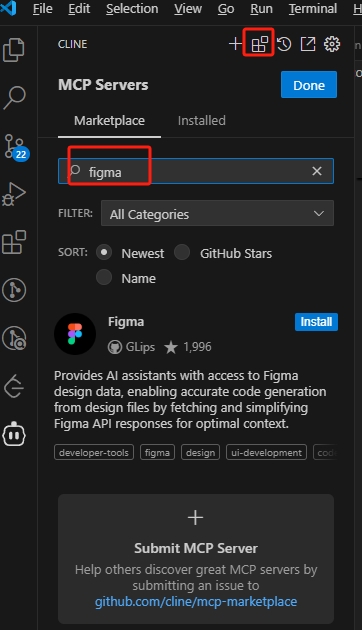 File Edit Selection View Go Run Terminal H
CLINE
MCP Servers
Done
Marketplace Installed
figma
FILTER: All Categories
SORT: Newest GitHub Stars
Name
Figma
Install
GLips 1,996
Provides AI assistants with access to Figma
design data, enabling accurate code generation
from design files by fetching and simplifying
Figma API responses for optimal context.
developer-tools figma design ui-development cod
22
Submit MCP Server
Help others discover great MCP servers by
submitting an issue to
github.com/cline/mcp-marketplace